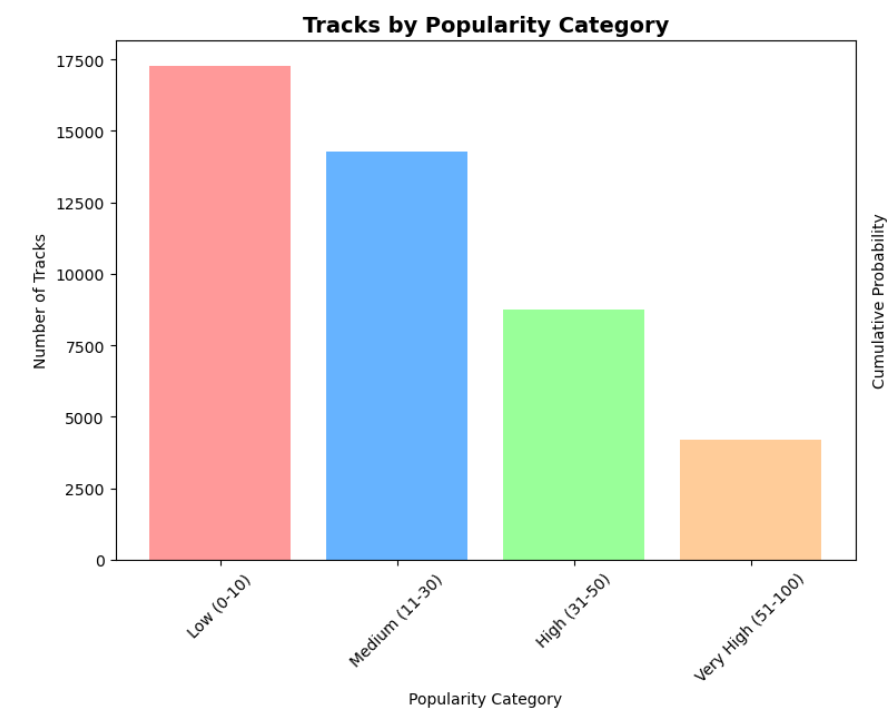 Tracks by Popularity Category
Number of Tracks
17500
15000
12500
10000
7500
5000
2500
0
Low (0-10)
Medium (11-30)
High (31-50)
Very High (51-100)
Popularity Category
Cumulative Probability